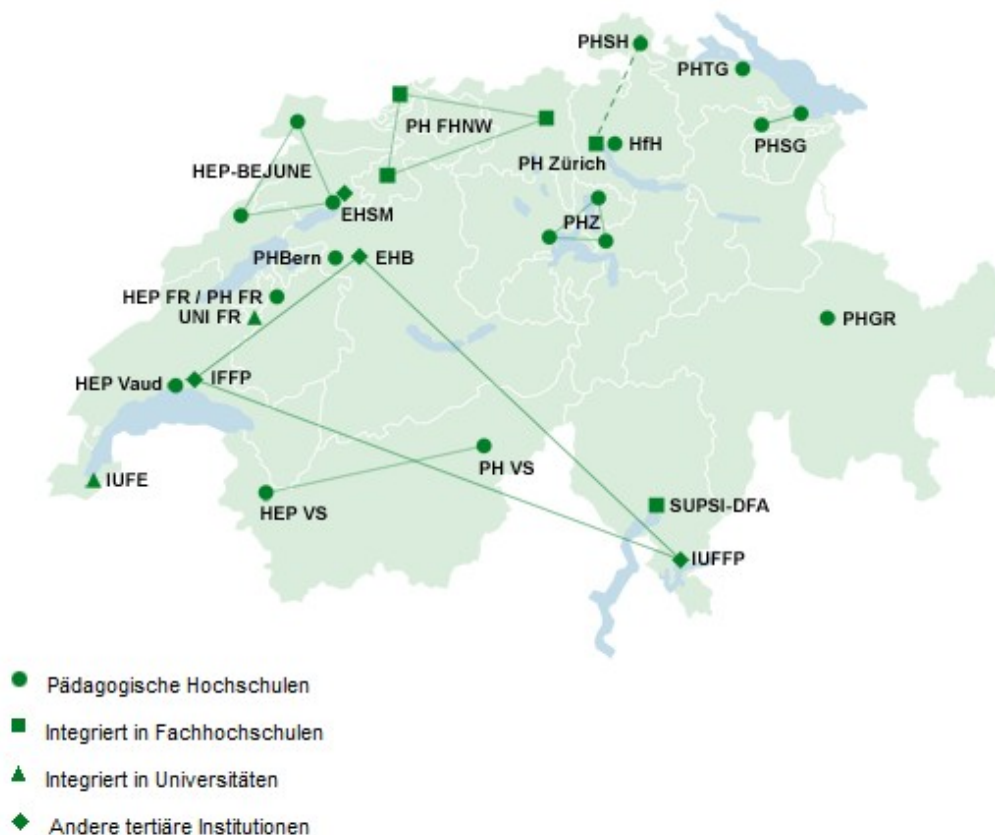 PHSH
PHTG
PH FHNW
PHSG
HfH
PH Zürich
HEP-BEJUNE
EHSM
PHZ
PHBern
EHB
HEP FR / PH FR
UNI FR
PHGR
HEP Vaud
IFFP
PH VS
IUFE
HEP VS
SUPSI-DFA
IUFFP
Pädagogische Hochschulen
Integriert in Fachhochschulen
Integriert in Universitäten
Andere tertiäre Institutionen